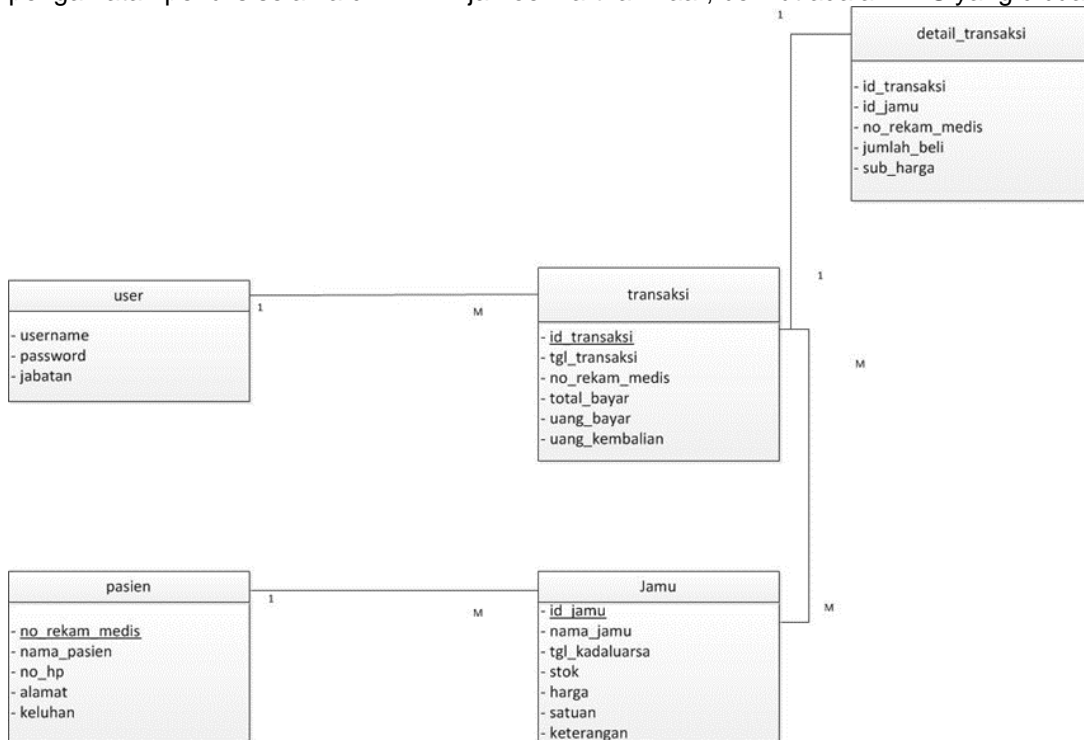 1
detail_transaksi
- id_transaksi
- id_jamu
- no_rekam_medis
- jumlah_beli
- sub_harga
user
1
M
- username
- password
- jabatan
transaksi
1
- id_transaksi
- tgl_transaksi
- no_rekam_medis
- total_bayar
- uang_bayar
- uang_kembalian
M
pasien
1
M
- no_rekam_medis
- nama_pasien
- no_hp
- alamat
- keluhan
Jamu
M
- id_jamu
- nama_jamu
- tgl_kadaluarsa
- stok
- harga
- satuan
- keterangan